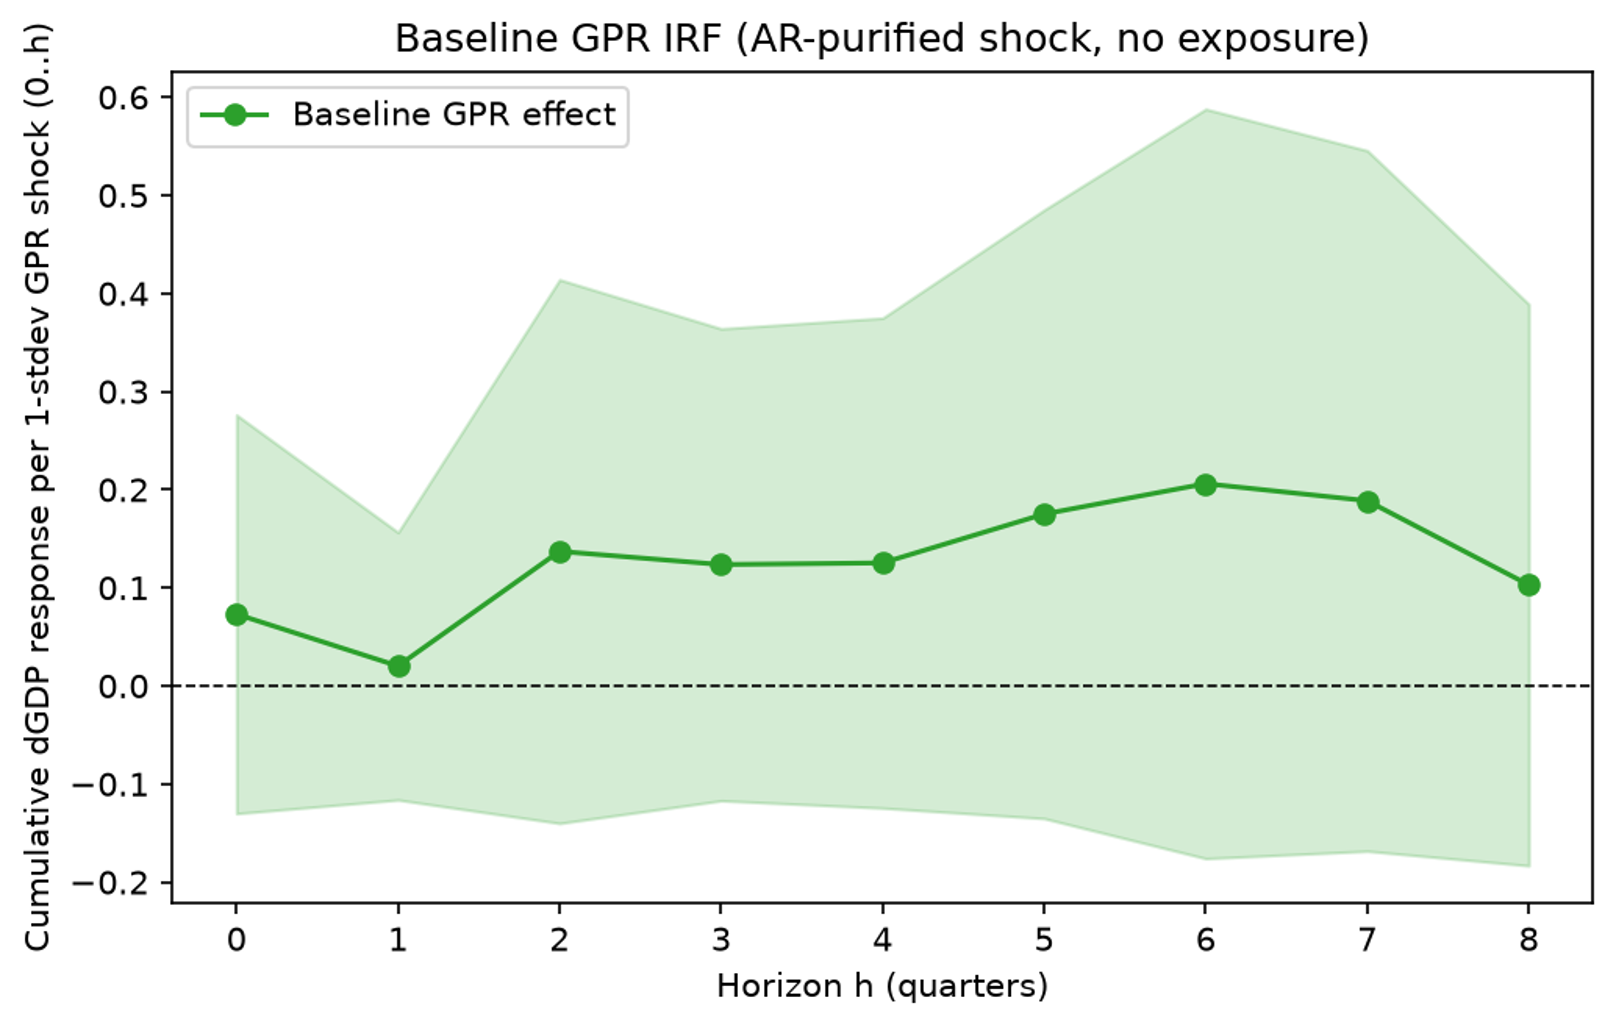 Baseline GPR IRF (AR-purified shock, no exposure)
Baseline GPR effect
Cumulative dGDP response per 1-stdev GPR shock (0..h)
0.6
0.5
0.4
0.3
0.2
0.1
0.0
−0.1
−0.2
0 1 2 3 4 5 6 7 8
Horizon h (quarters)